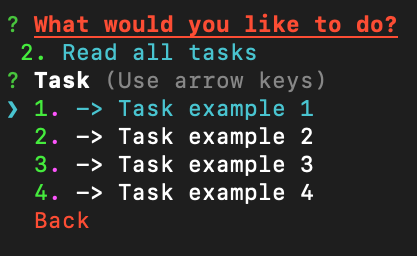 ? What would you like to do?
2. Read all tasks
? Task (Use arrow keys)
❯ 1. –> Task example 1
2. –> Task example 2
3. –> Task example 3
4. –> Task example 4
Back